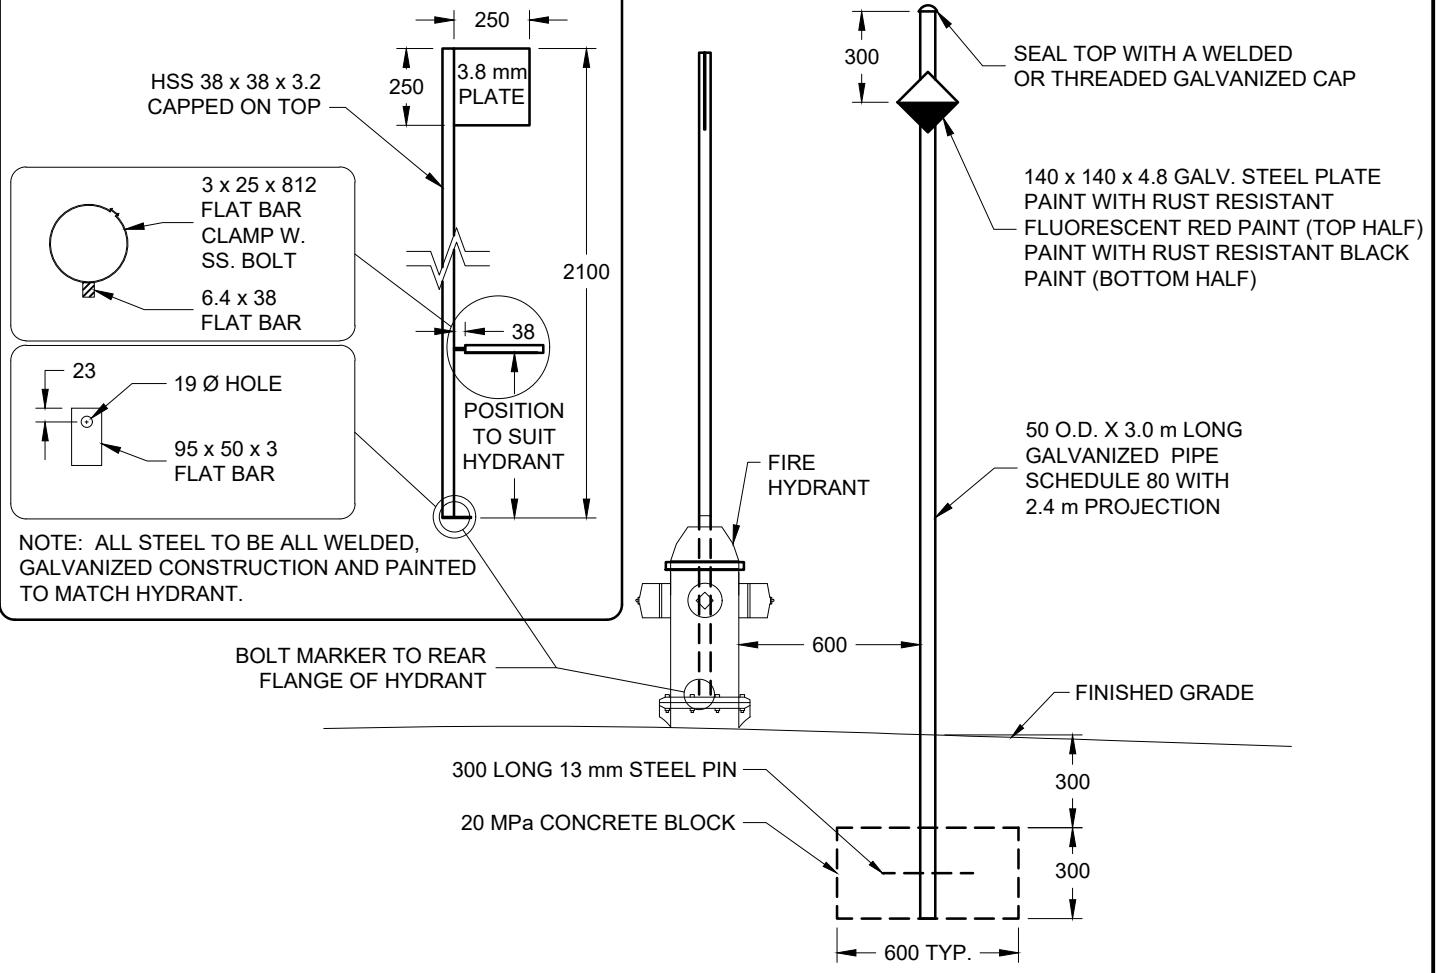 250
250
3.8 mm
PLATE
HSS 38 x 38 x 3.2
CAPPED ON TOP
3 x 25 x 812
FLAT BAR
CLAMP W.
SS. BOLT
6.4 x 38
FLAT BAR
2100
38
23
19 Ø HOLE
95 x 50 x 3
FLAT BAR
POSITION
TO SUIT
HYDRANT
NOTE: ALL STEEL TO BE ALL WELDED,
GALVANIZED CONSTRUCTION AND PAINTED
TO MATCH HYDRANT.
BOLT MARKER TO REAR
FLANGE OF HYDRANT
FIRE
HYDRANT
300
SEAL TOP WITH A WELDED
OR THREADED GALVANIZED CAP
140 x 140 x 4.8 GALV. STEEL PLATE
PAINT WITH RUST RESISTANT
FLUORESCENT RED PAINT (TOP HALF)
PAINT WITH RUST RESISTANT BLACK
PAINT (BOTTOM HALF)
50 O.D. X 3.0 m LONG
GALVANIZED PIPE
SCHEDULE 80 WITH
2.4 m PROJECTION
600
FINISHED GRADE
300 LONG 13 mm STEEL PIN
20 MPa CONCRETE BLOCK
300
300
600 TYP.